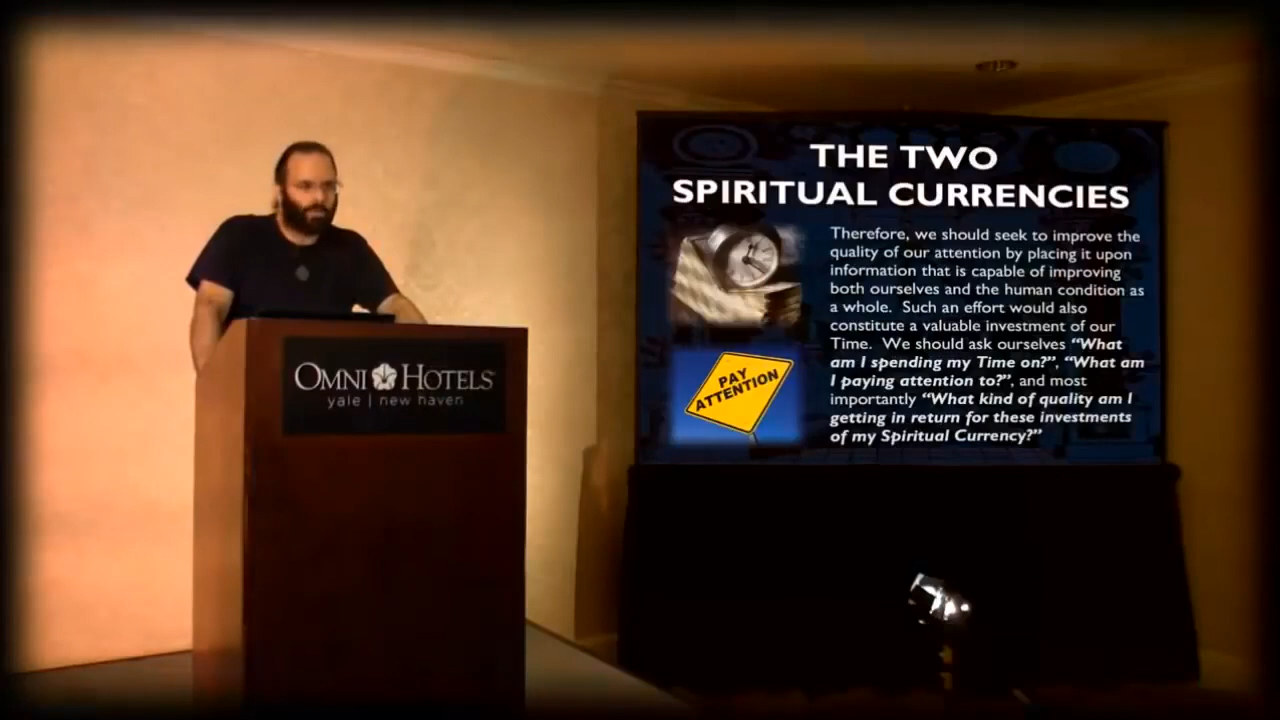 THE TWO
SPIRITUAL CURRENCIES
Therefore, we should seek to improve the
quality of our attention by placing it upon
information that is capable of improving
both ourselves and the human condition as
a whole.  Such an effort would also
constitute a valuable investment of our
Time.  We should ask ourselves “What
am I spending my Time on?”, “What am
I paying attention to?”, and most
importantly “What kind of quality am I
getting in return for these investments
of my Spiritual Currency?”
PAY
ATTENTION
OMNI HOTELS
yale | new haven